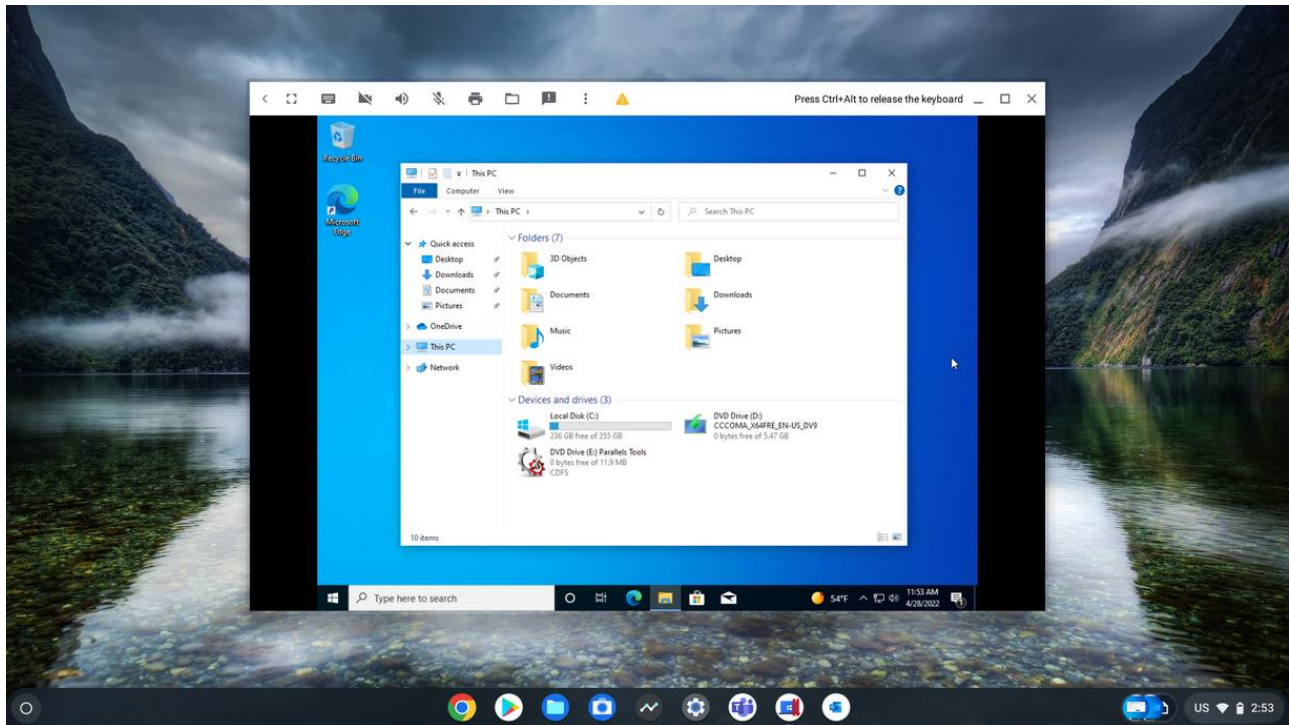 Press Ctrl+Alt to release the keyboard
Recycle Bin
Microsoft
Edge
This PC
File Computer View
This PC
Search This PC
Quick access
Desktop
Downloads
Documents
Pictures
OneDrive
This PC
Network
Folders (7)
3D Objects
Desktop
Documents
Downloads
Music
Pictures
Videos
Devices and drives (3)
Local Disk (C:)
236 GB free of 255 GB
DVD Drive (D:)
CCCOMA_X64FRE_EN-US_DV9
0 bytes free of 5.47 GB
DVD Drive (E:) Parallels Tools
0 bytes free of 11.9 MB
CDFS
10 items
Type here to search
54°F
11:53 AM
4/28/2022
1
US 2:53